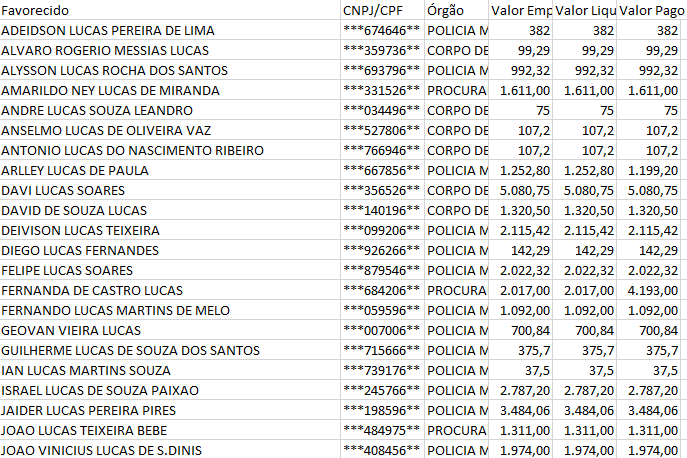 Favorecido CNPJ/CPF Órgão Valor Emp Valor Liqu Valor Pago
ADEIDSON LUCAS PEREIRA DE LIMA ***674646** POLICIA M 382 382 382
ALVARO ROGERIO MESSIAS LUCAS ***359736** CORPO DE 99,29 99,29 99,29
ALYSSON LUCAS ROCHA DOS SANTOS ***693796** POLICIA M 992,32 992,32 992,32
AMARILDO NEY LUCAS DE MIRANDA ***331526** PROCURA 1.611,00 1.611,00 1.611,00
ANDRE LUCAS SOUZA LEANDRO ***034496** CORPO DE 75 75 75
ANSELMO LUCAS DE OLIVEIRA VAZ ***527806** CORPO DE 107,2 107,2 107,2
ANTONIO LUCAS DO NASCIMENTO RIBEIRO ***766946** CORPO DE 107,2 107,2 107,2
ARLLEY LUCAS DE PAULA ***667856** POLICIA M 1.252,80 1.252,80 1.199,20
DAVI LUCAS SOARES ***356526** CORPO DE 5.080,75 5.080,75 5.080,75
DAVID DE SOUZA LUCAS ***140196** CORPO DE 1.320,50 1.320,50 1.320,50
DEIVISON LUCAS TEIXEIRA ***099206** POLICIA M 2.115,42 2.115,42 2.115,42
DIEGO LUCAS FERNANDES ***926266** POLICIA M 142,29 142,29 142,29
FELIPE LUCAS SOARES ***879546** POLICIA M 2.022,32 2.022,32 2.022,32
FERNANDA DE CASTRO LUCAS ***684206** PROCURA 2.017,00 2.017,00 4.193,00
FERNANDO LUCAS MARTINS DE MELO ***059596** POLICIA M 1.092,00 1.092,00 1.092,00
GEOVAN VIEIRA LUCAS ***007006** POLICIA M 700,84 700,84 700,84
GUILHERME LUCAS DE SOUZA DOS SANTOS ***715666** POLICIA M 375,7 375,7 375,7
IAN LUCAS MARTINS SOUZA ***739176** POLICIA M 37,5 37,5 37,5
ISRAEL LUCAS DE SOUZA PAIXAO ***245766** POLICIA M 2.787,20 2.787,20 2.787,20
JAIDER LUCAS PEREIRA PIRES ***198596** POLICIA M 3.484,06 3.484,06 3.484,06
JOAO LUCAS TEIXEIRA BEBE ***484975** PROCURA 1.311,00 1.311,00 1.311,00
JOAO VINICIUS LUCAS DE S.DINIS ***408456** POLICIA M 1.974,00 1.974,00 1.974,00